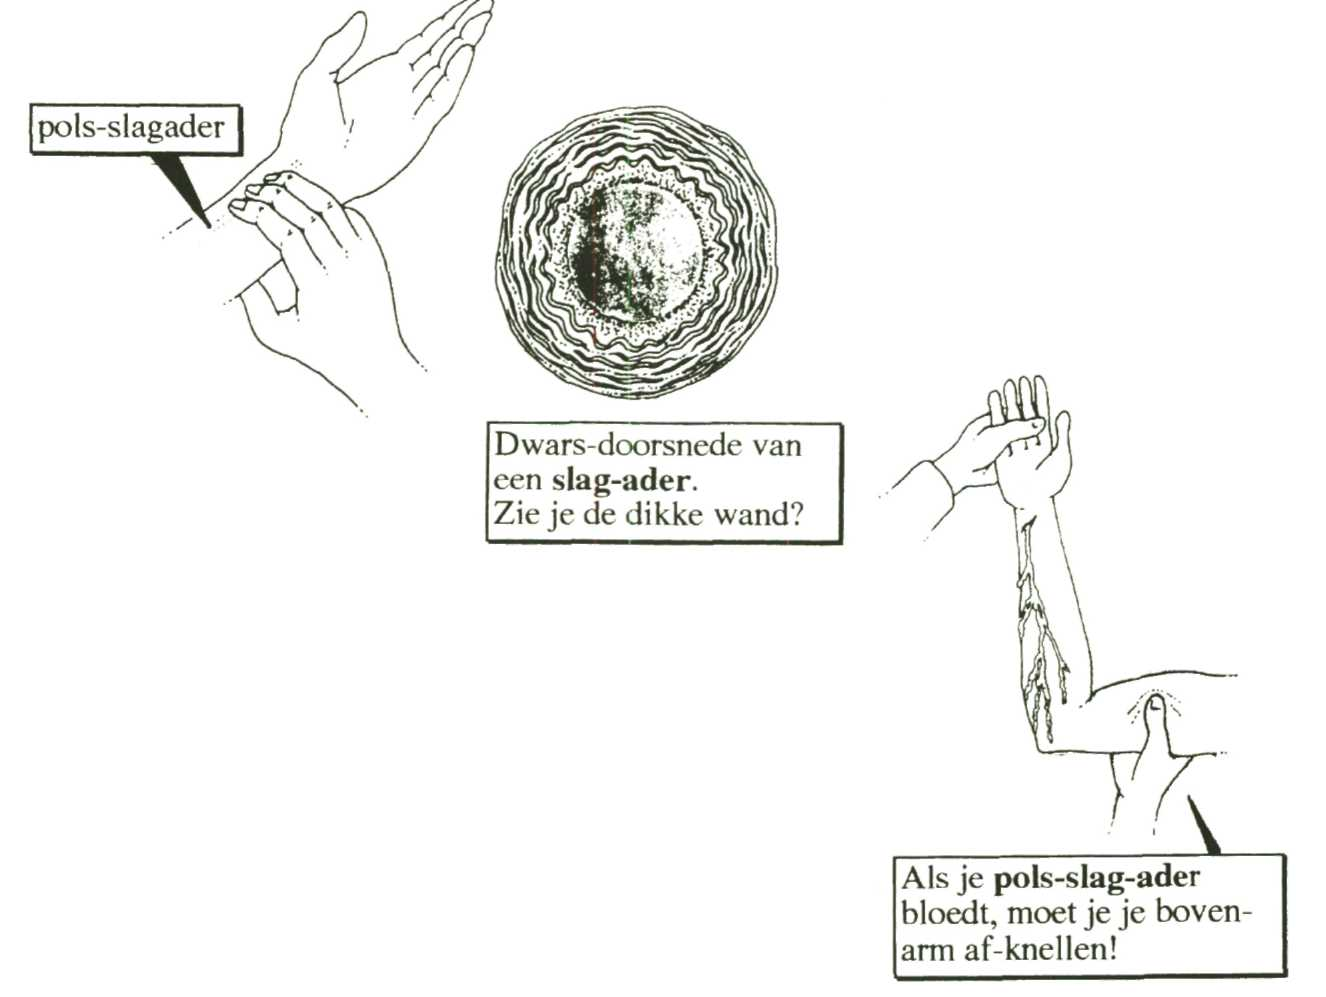 pols-slagader
Dwars-doorsnede van
een slag-ader.
Zie je de dikke wand?
Als je pols-slag-ader
bloedt, moet je je boven-
arm af-knellen!